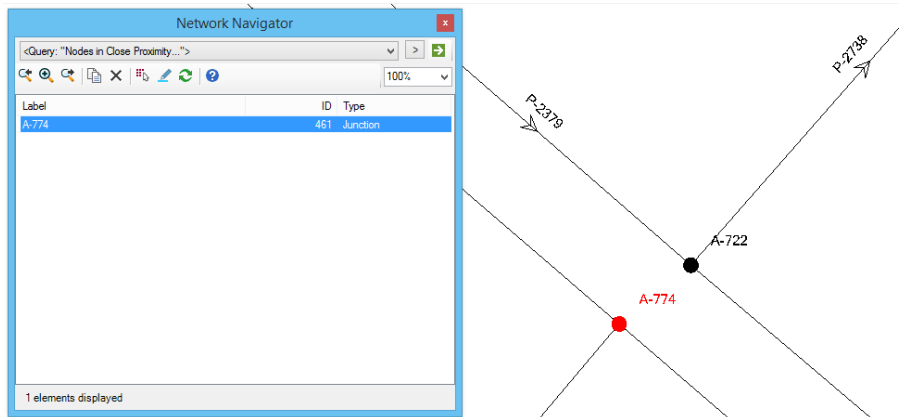 Network Navigator
x
<Query: "Nodes in Close Proximity...">
>
100%
Label ID Type
A-774 461 Junction
1 elements displayed
P-2738
P-2379
A-722
A-774